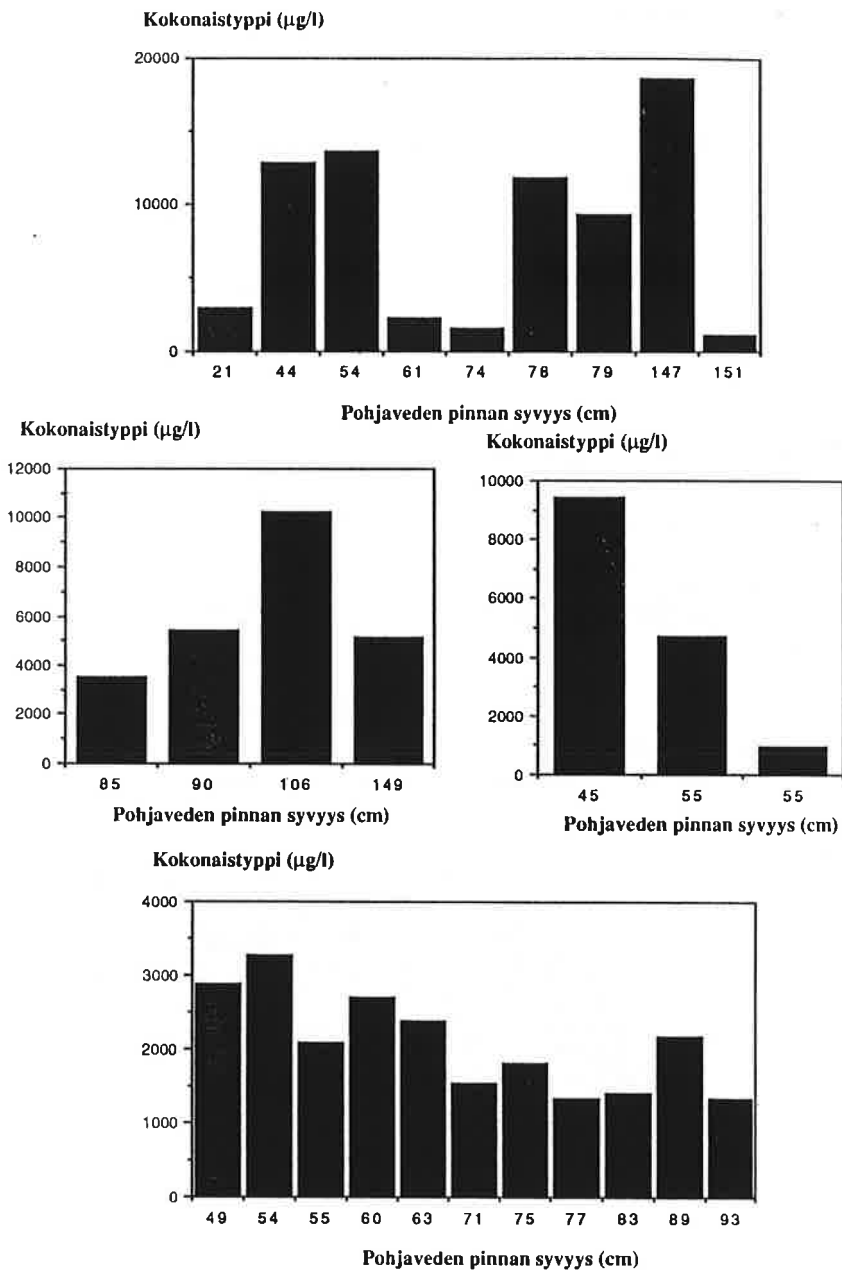 Kokonaistyppi (µg/l)
20000
10000
0
21 44 54 61 74 78 79 147 151
Pohjaveden pinnan syvyys (cm)
Kokonaistyppi (µg/l)
12000
10000
8000
6000
4000
2000
0
85 90 106 149
Pohjaveden pinnan syvyys (cm)
Kokonaistyppi (µg/l)
10000
8000
6000
4000
2000
0
45 55 55
Pohjaveden pinnan syvyys (cm)
Kokonaistyppi (µg/l)
4000
3000
2000
1000
0
49 54 55 60 63 71 75 77 83 89 93
Pohjaveden pinnan syvyys (cm)